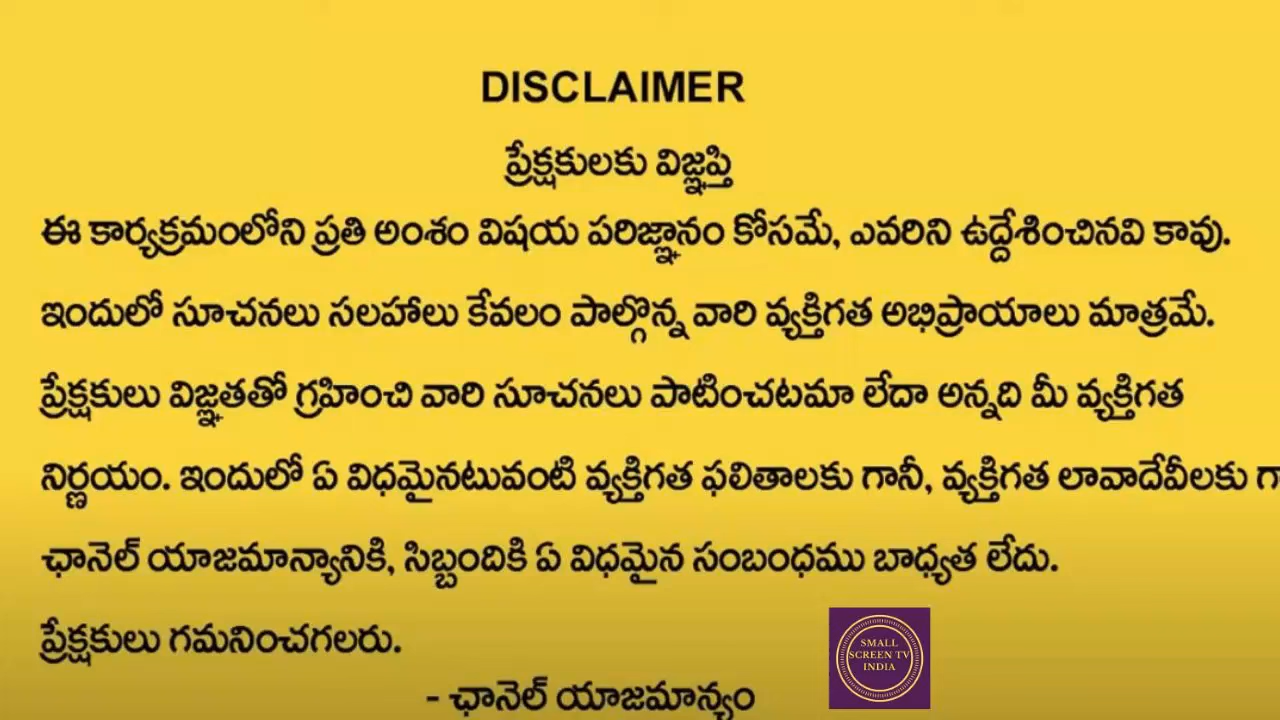 DISCLAIMER
ప్రేక్షకులకు విజ్ఞప్తి
ఈ కార్యక్రమంలోని ప్రతి అంశం విషయ పరిజ్ఞానం కోసమే, ఎవరిని ఉద్దేశించినవి కావు.
ఇందులో సూచనలు సలహాలు కేవలం పాల్గొన్న వారి వ్యక్తిగత అభిప్రాయాలు మాత్రమే.
ప్రేక్షకులు విజ్ఞతతో గ్రహించి వారి సూచనలు పాటించటమా లేదా అన్నది మీ వ్యక్తిగత
నిర్ణయం. ఇందులో ఏ విధమైనటువంటి వ్యక్తిగత ఫలితాలకు గానీ, వ్యక్తిగత లావాదేవీలకు
ఛానెల్ యాజమాన్యానికి, సిబ్బందికి ఏ విధమైన సంబంధము బాధ్యత లేదు.
ప్రేక్షకులు గమనించగలరు.
- ఛానెల్ యాజమాన్యం
SMALL
SCREEN TV
INDIA